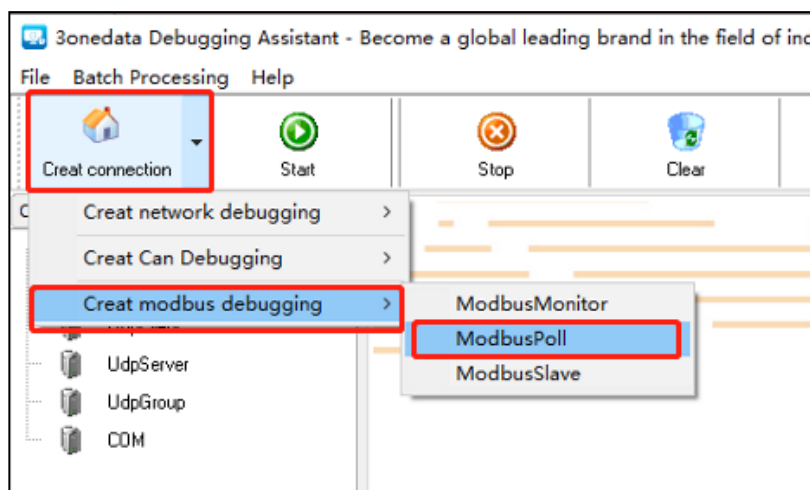 3onedata Debugging Assistant - Become a global leading brand in the field of
File Batch Processing Help
Creat connection Start Stop Clear
Creat network debugging >
Creat Can Debugging >
Creat modbus debugging >
ModbusMonitor
ModbusPoll
ModbusSlave
UdpServer
UdpGroup
COM